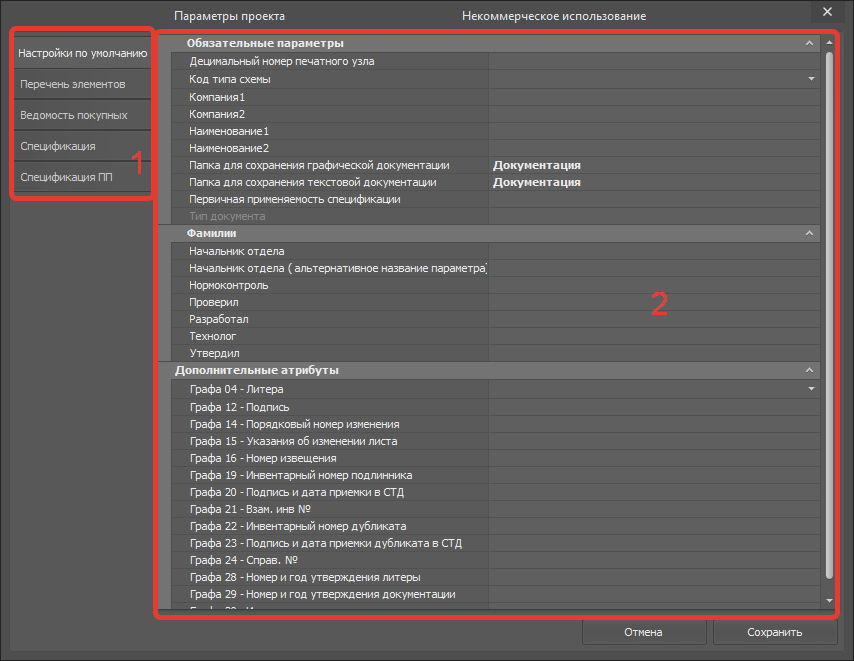 Параметры проекта
Некоммерческое использование
Настройки по умолчанию
Перечень элементов
Ведомость покупных
Спецификация
Спецификация ПП
1
Обязательные параметры
Децимальный номер печатного узла
Код типа схемы
Компания1
Компания2
Наименование1
Наименование2
Папка для сохранения графической документации Документация
Папка для сохранения текстовой документации Документация
Первичная применяемость спецификации
Тип документа
Фамилии
Начальник отдела
Начальник отдела ( альтернативное название параметра)
Нормоконтроль
Проверил
Разработал
Технолог
Утвердил
2
Дополнительные атрибуты
Графа 04 - Литера
Графа 12 - Подпись
Графа 14 - Порядковый номер изменения
Графа 15 - Указания об изменении листа
Графа 16 - Номер извещения
Графа 19 - Инвентарный номер подлинника
Графа 20 - Подпись и дата приемки в СТД
Графа 21 - Взам. инв №
Графа 22 - Инвентарный номер дубликата
Графа 23 - Подпись и дата приемки дубликата в СТД
Графа 24 - Справ. №
Графа 28 - Номер и год утверждения литеры
Графа 29 - Номер и год утверждения документации
Отмена
Сохранить